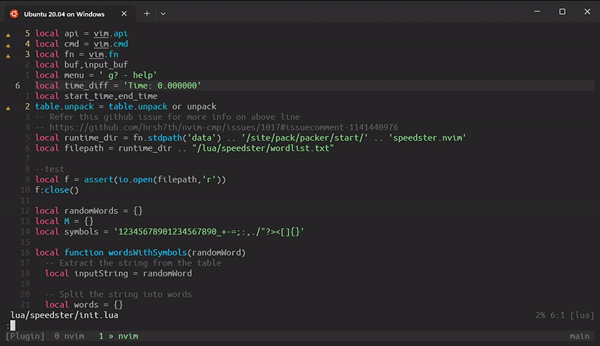 Ubuntu 20.04 on Windows
5 local api = vim.api
4 local cmd = vim.cmd
3 local fn = vim.fn
2 local buf,input_buf
1 local menu = ' g? - help'
6 local time_diff = 'Time: 0.000000'
1 local start_time,end_time
2 table.unpack = table.unpack or unpack
3 -- Refer this github issue for more info on above line
4 -- https://github.com/hrsh7th/nvim-cmp/issues/1017#issuecomment-1141440976
5 local runtime_dir = fn.stdpath('data') .. '/site/pack/packer/start/' .. 'speedster.nvim'
6 local filepath = runtime_dir .. "/lua/speedster/wordlist.txt"
7
8 --test
9 local f = assert(io.open(filepath,'r'))
10 f:close()
11
12 local randomWords = {}
13 local M = {}
14 local symbols = '12345678901234567890_+-=;:,./"?><[]{}'
15
16 local function wordsWithSymbols(randomWord)
17 -- Extract the string from the table
18 local inputString = randomWord
19
20 -- Split the string into words
21 local words = {}
lua/speedster/init.lua 2% 6:1 [lua]
:
[Plugin] 0 nvim 1 » nvim main